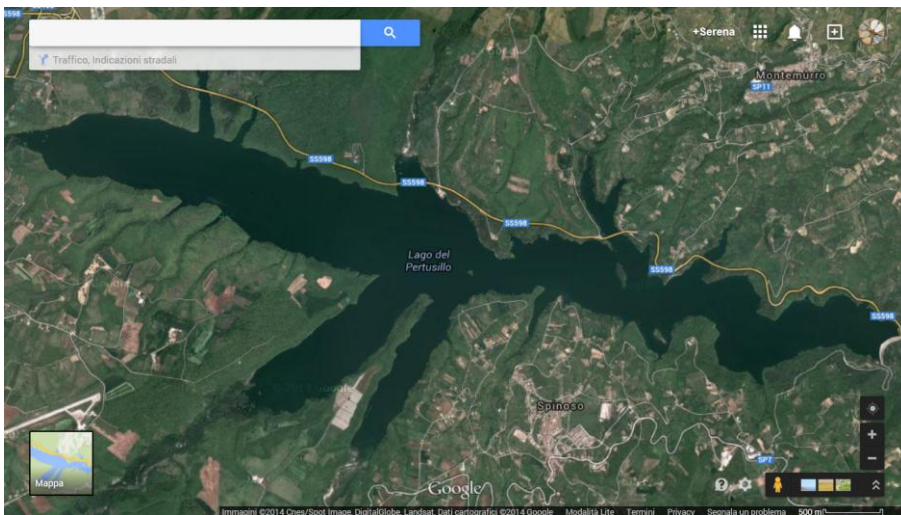 SS598
+Serena
Traffico, Indicazioni stradali
Montemurro
SP11
SS598
SS598
SS598
Lago del
Pertusillo
SS598
SS598
©2014 Google
Spinoso
SP7
Mappa
Google
Immagini ©2014 Cnes/Spot Image, DigitalGlobe, Landsat, Dati cartografici ©2014 Google Modalità Lite Termini Privacy Segnala un problema 500 m